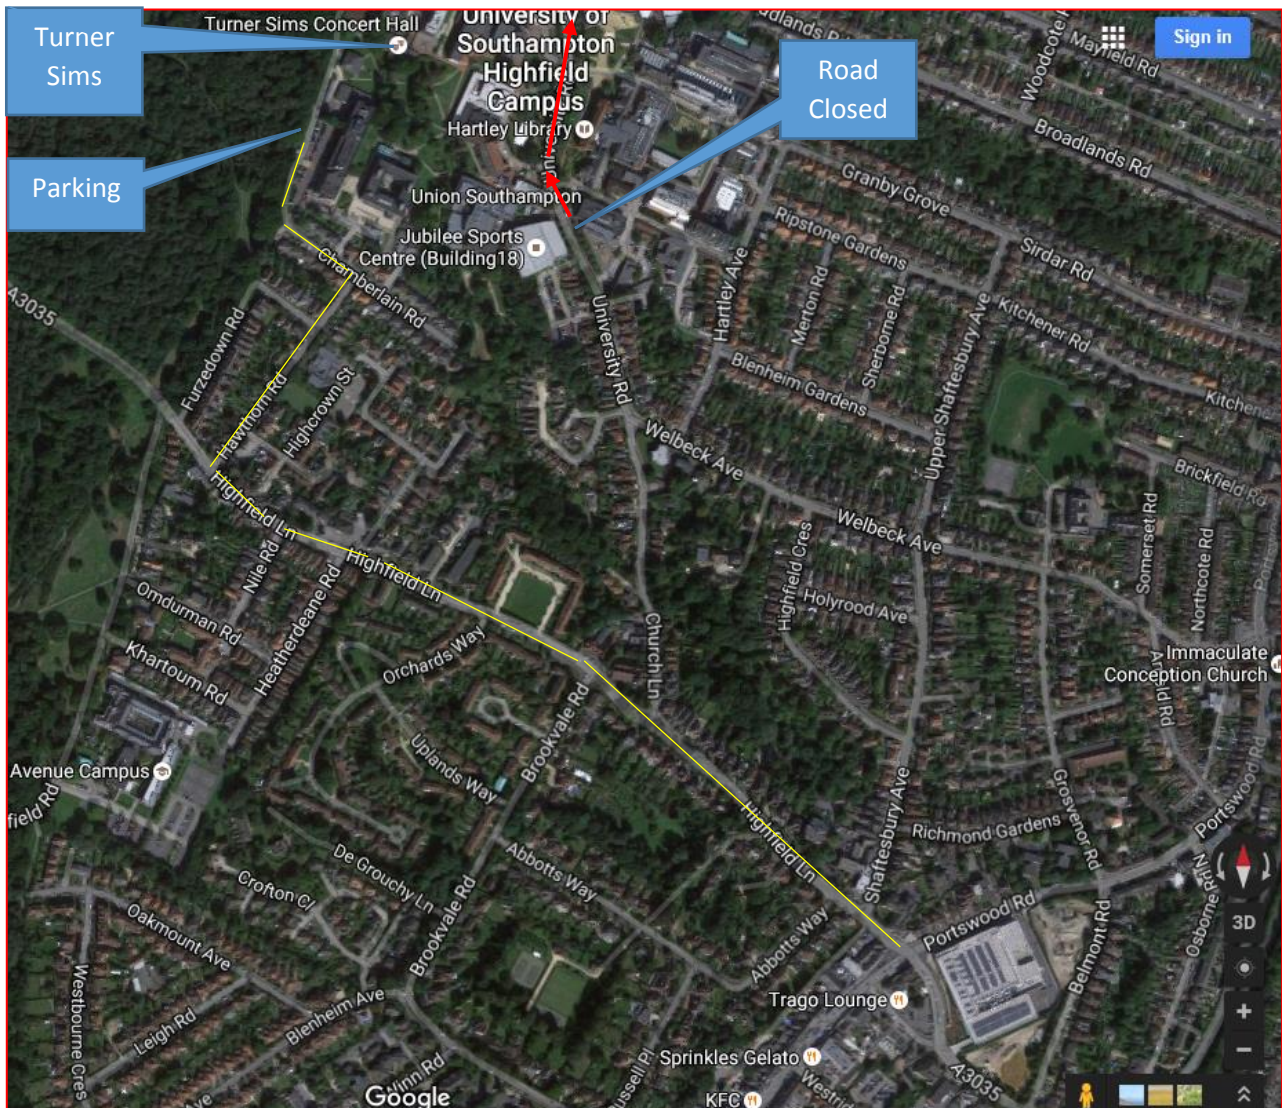 Turner Sims Concert Hall
Turner
Sims
University of
Southampton
Highfield
Campus
Hartley Library
Road
Closed
Sign in
Mayfield Rd
Broadlands Rd
Parking
Union Southampton
Jubilee Sports
Centre (Building18)
Granby Grove
Ripstone Gardens
Sirdar Rd
Chamberlain Rd
A3035
Furzedown Rd
Hawthorn Rd
Highcrown St
University Rd
Hartley Ave
Merton Rd
Sherborne Rd
Upper Shaftesbury Ave
Kitchener Rd
Kitchene
Blenheim Gardens
Welbeck Ave
Welbeck Ave
Brickfield Rd
Somerset Rd
Northcote Rd
Highfield Ln
Highfield Ln
Nile Rd
Omdurman Rd
Khartoum Rd
Heatherdeane Rd
Orchards Way
Church Ln
Highfield Cres
Holyrood Ave
Immaculate
Conception Church
Arnold Rd
Avenue Campus
field Rd
Uplands Way
Brookvale Rd
Highfield Ln
Shaftesbury Ave
Richmond Gardens
Grosvenor Rd
Portswood Rd
De Grouchy Ln
Crofton Cl
Abbotts Way
Oakmount Ave
Brookvale Rd
Abbotts Way
Portswood Rd
Belmont Rd
Osborne
3D
Westbourne Cres
Leigh Rd
Blenheim Ave
Trago Lounge
Sprinkles Gelato
A3035
Google
KFC